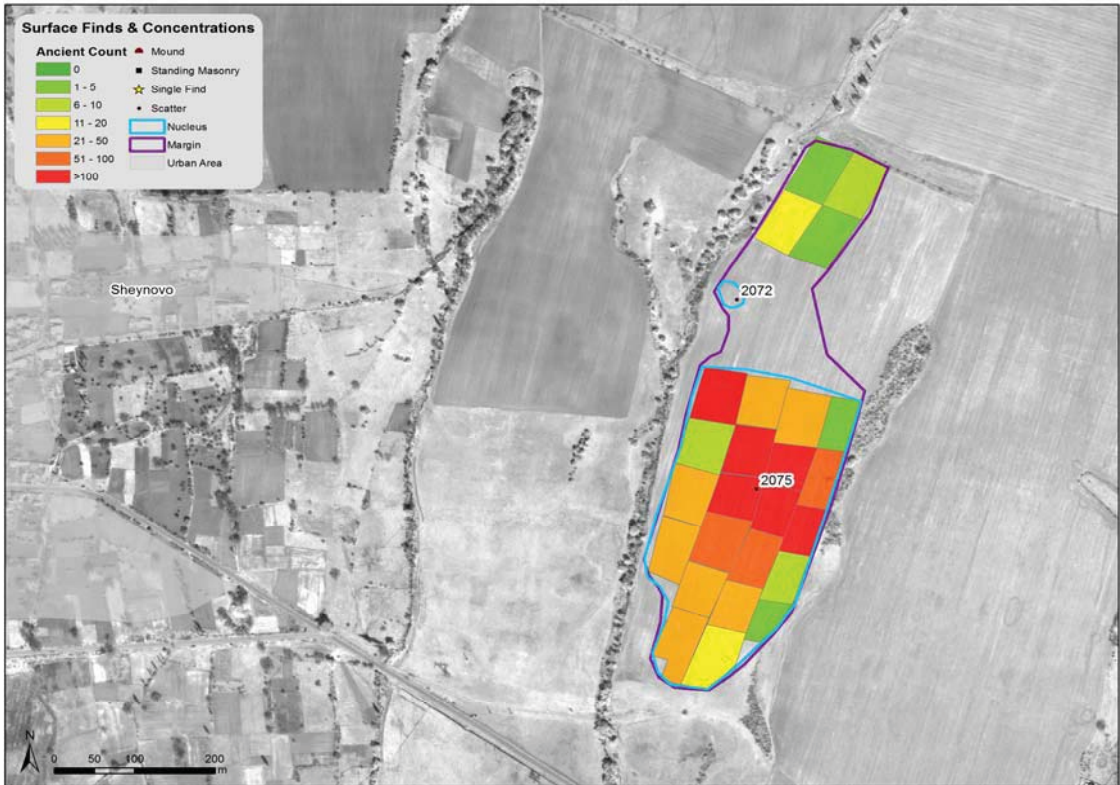 Surface Finds & Concentrations
Ancient Count
0
1 - 5
6 - 10
11 - 20
21 - 50
51 - 100
>100
Mound
Standing Masonry
Single Find
Scatter
Nucleus
Margin
Urban Area
2072
Sheynovo
2075
N
0 50 100 200
m